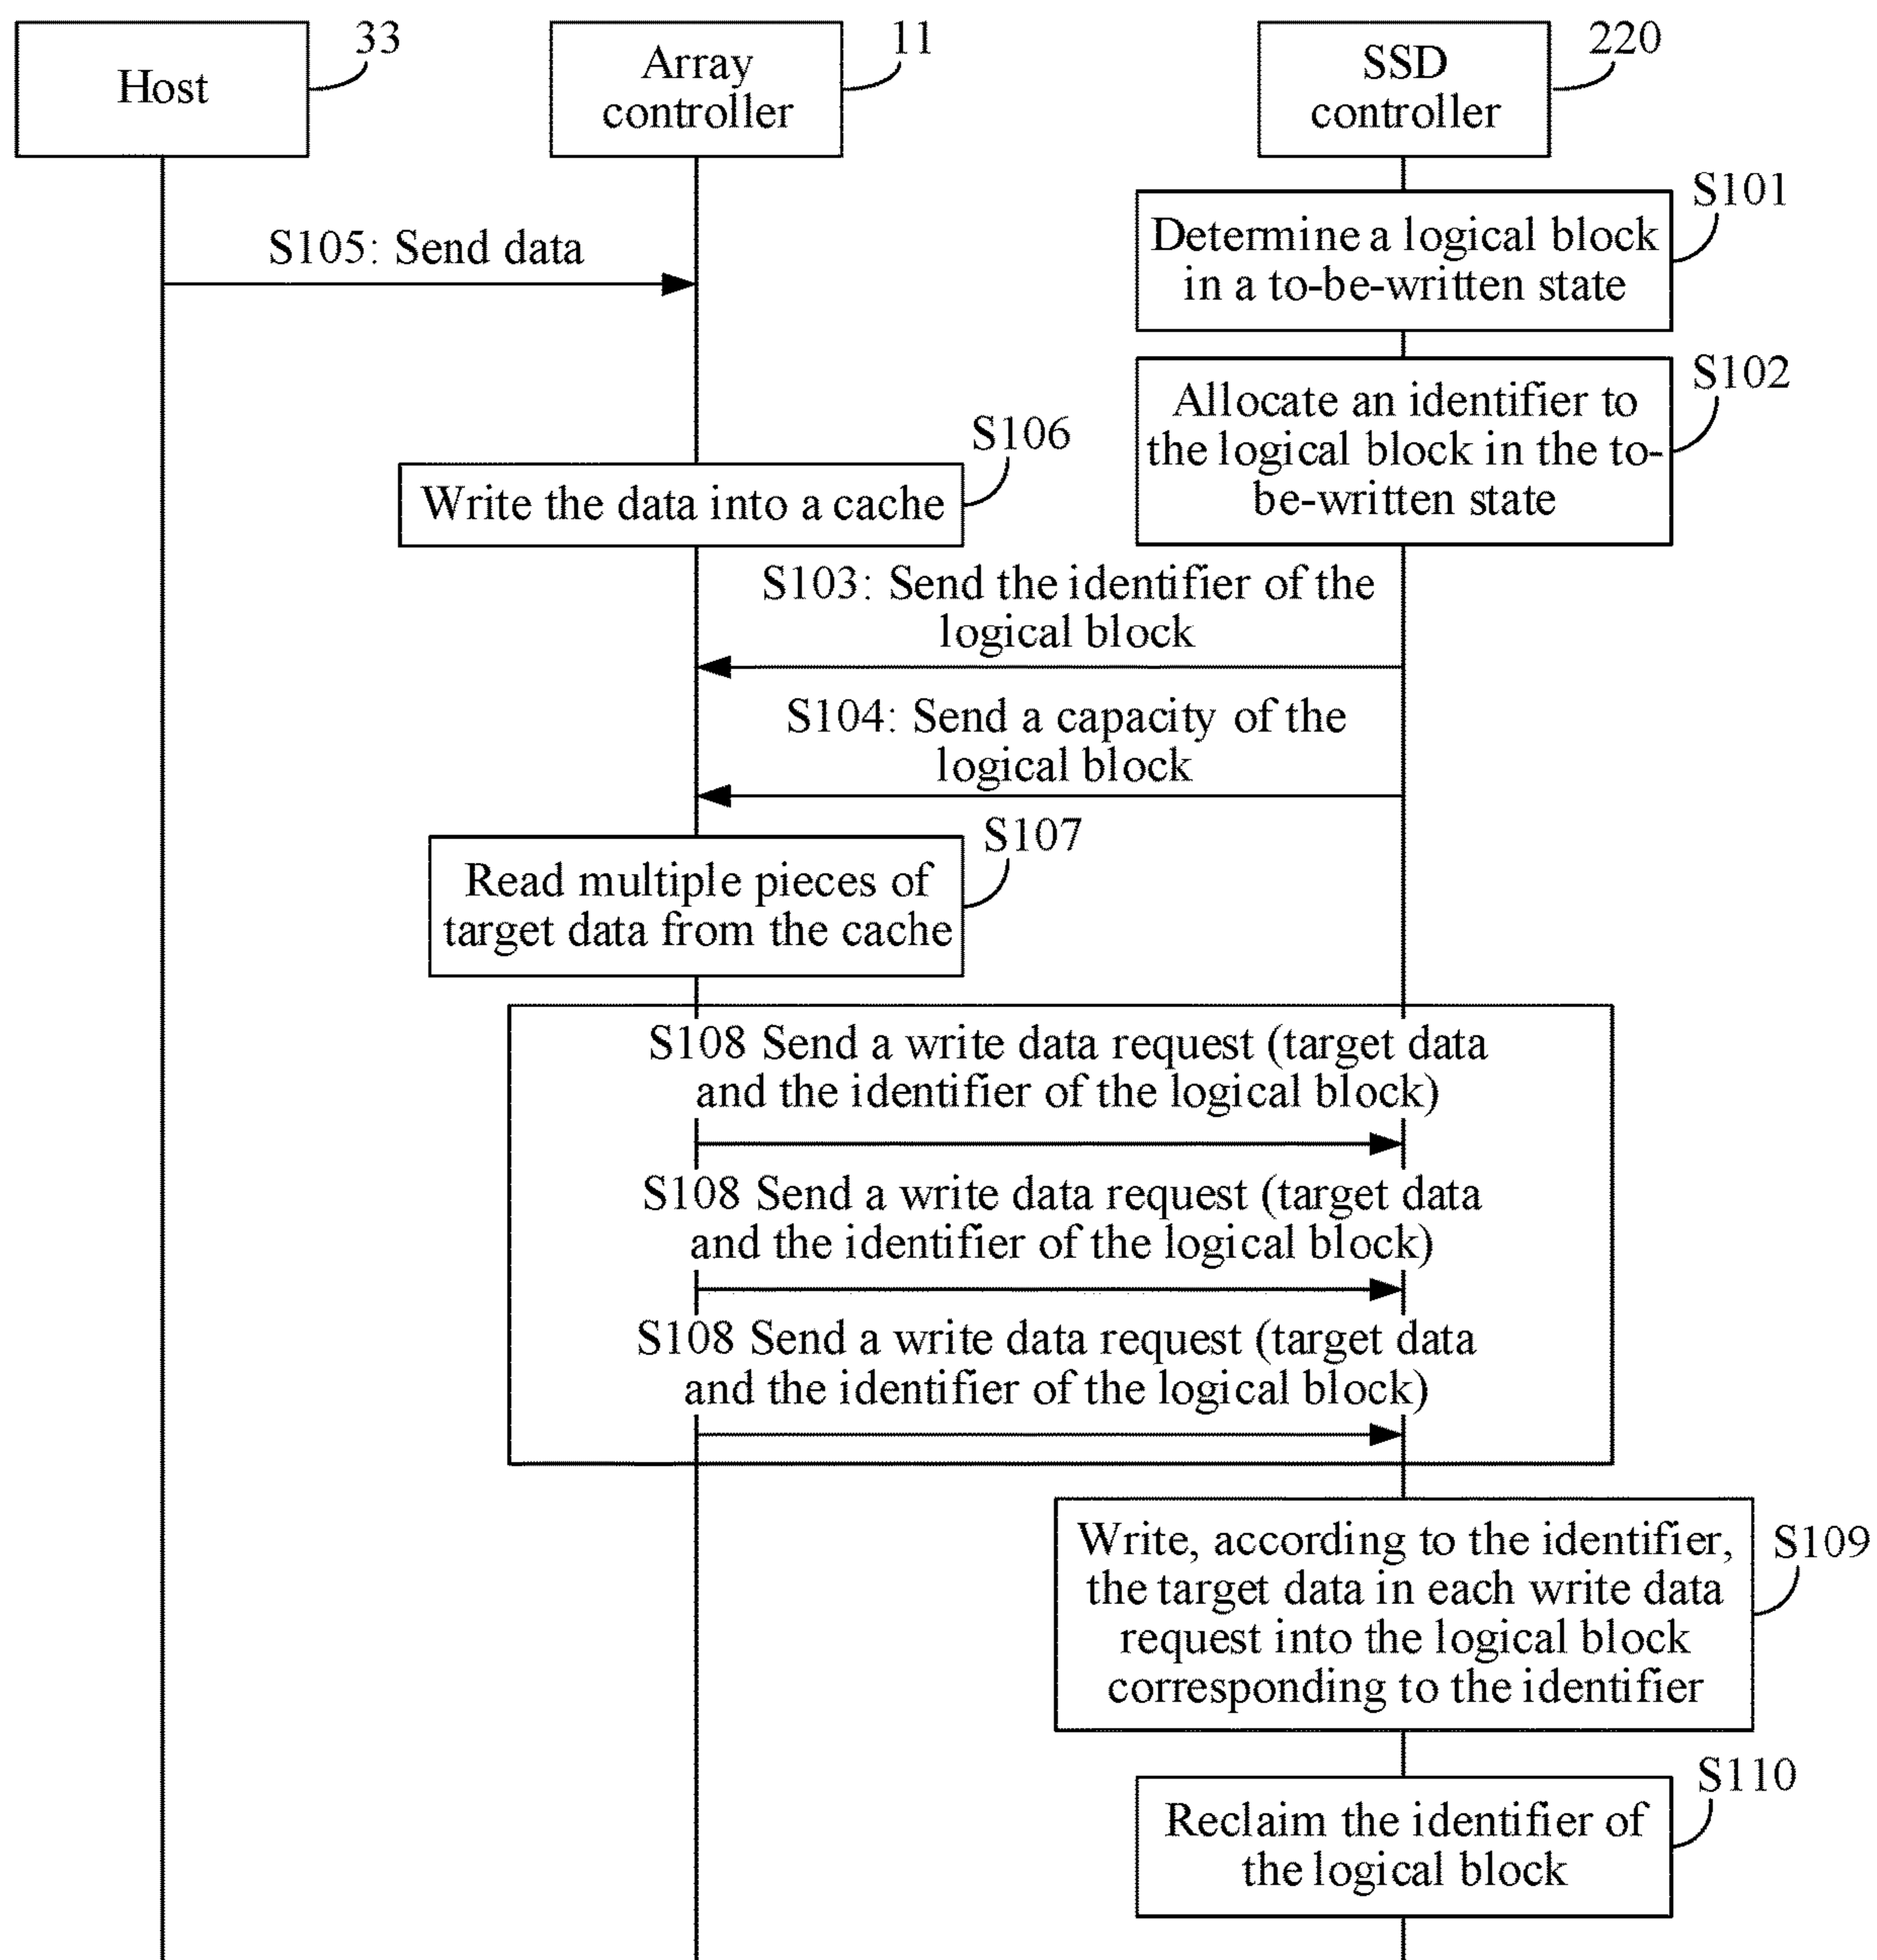 Host
33
Array
controller
11
SSD
controller
220
S101
Determine a logical block
in a to-be-written state
S105: Send data
S102
Allocate an identifier to
the logical block in the to-
be-written state
S106
Write the data into a cache
S103: Send the identifier of the
logical block
S104: Send a capacity of the
logical block
S107
Read multiple pieces of
target data from the cache
S108 Send a write data request (target data
and the identifier of the logical block)
S108 Send a write data request (target data
and the identifier of the logical block)
S108 Send a write data request (target data
and the identifier of the logical block)
S109
Write, according to the identifier,
the target data in each write data
request into the logical block
corresponding to the identifier
S110
Reclaim the identifier of
the logical block